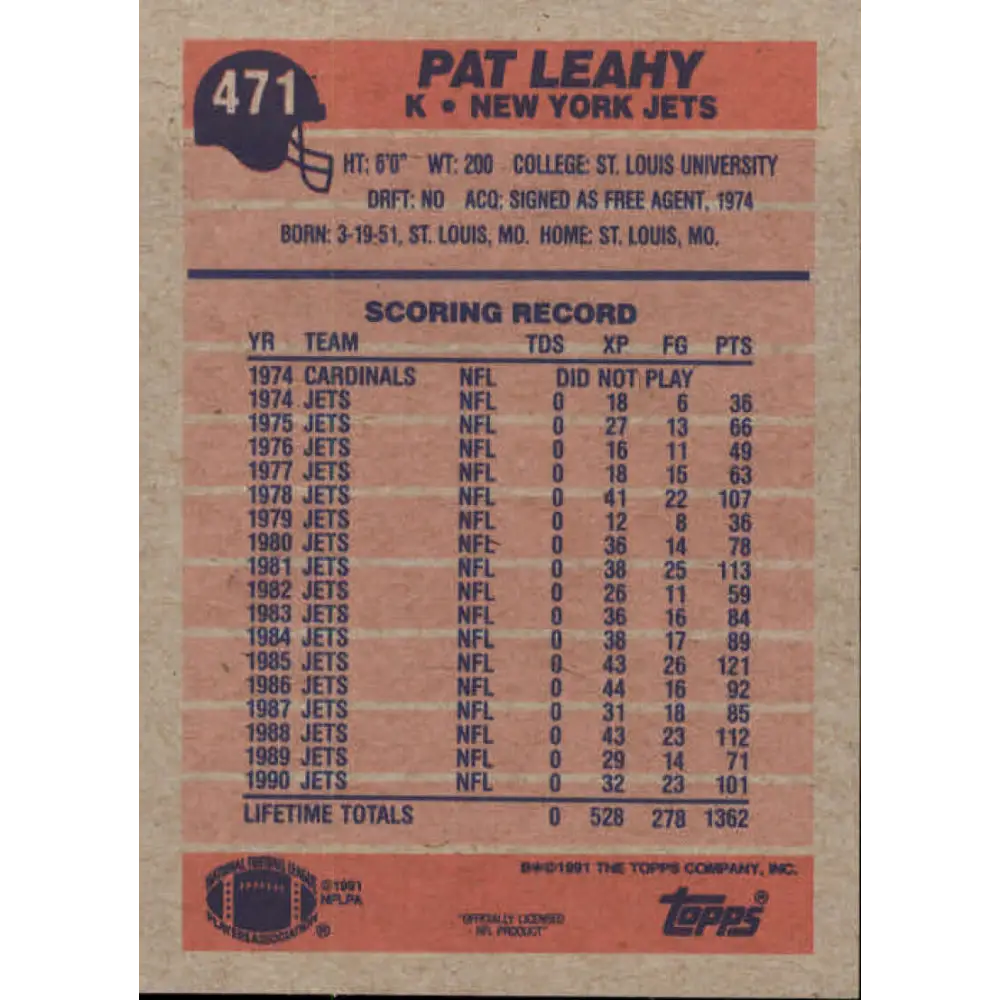 471
PAT LEAHY
K • NEW YORK JETS
HT: 6'0" WT: 200 COLLEGE: ST. LOUIS UNIVERSITY
DRFT: NO ACQ: SIGNED AS FREE AGENT, 1974
BORN: 3-19-51, ST. LOUIS, MO. HOME: ST. LOUIS, MO.
SCORING RECORD
YR TEAM TDS XP FG PTS
1974 CARDINALS NFL DID NOT PLAY
1974 JETS NFL 0 18 6 36
1975 JETS NFL 0 27 13 66
1976 JETS NFL 0 16 11 49
1977 JETS NFL 0 18 15 63
1978 JETS NFL 0 41 22 107
1979 JETS NFL 0 12 8 36
1980 JETS NFL 0 36 14 78
1981 JETS NFL 0 38 25 113
1982 JETS NFL 0 26 11 59
1983 JETS NFL 0 36 16 84
1984 JETS NFL 0 38 17 89
1985 JETS NFL 0 43 26 121
1986 JETS NFL 0 44 16 92
1987 JETS NFL 0 31 18 85
1988 JETS NFL 0 43 23 112
1989 JETS NFL 0 29 14 71
1990 JETS NFL 0 32 23 101
LIFETIME TOTALS 0 528 278 1362
NATIONAL FOOTBALL LEAGUE
PLAYERS ASSOCIATION ®
©1991
NFLPA
"OFFICIALLY LICENSED
NFL PRODUCT"
©1991 THE TOPPS COMPANY, INC.
TOPPS®